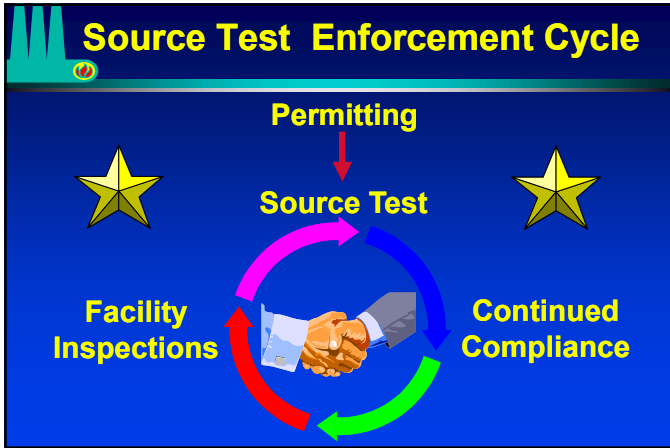 Source Test Enforcement Cycle
Permitting
Source Test
Facility
Inspections
Continued
Compliance